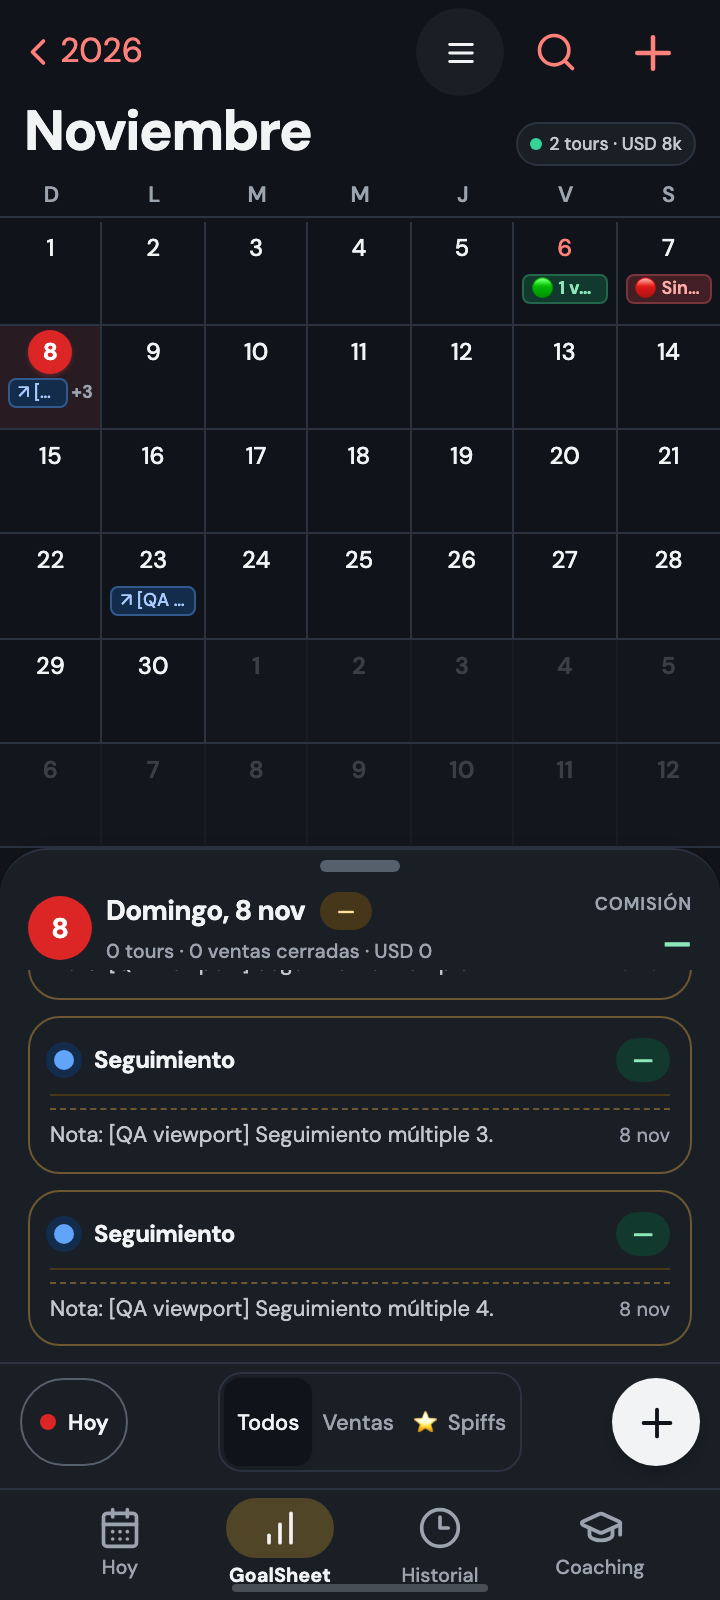 2026
Noviembre
2 tours · USD 8k
D L M M J V S
1 2 3 4 5 6 7
1 v... Sin...
8 9 10 11 12 13 14
[... +3
15 16 17 18 19 20 21
22 23 24 25 26 27 28
[QA ...
29 30 1 2 3 4 5
6 7 8 9 10 11 12
8 Domingo, 8 nov – COMISIÓN
0 tours · 0 ventas cerradas · USD 0 –
Seguimiento –
Nota: [QA viewport] Seguimiento múltiple 3. 8 nov
Seguimiento –
Nota: [QA viewport] Seguimiento múltiple 4. 8 nov
Hoy Todos Ventas Spiffs
Hoy GoalSheet Historial Coaching